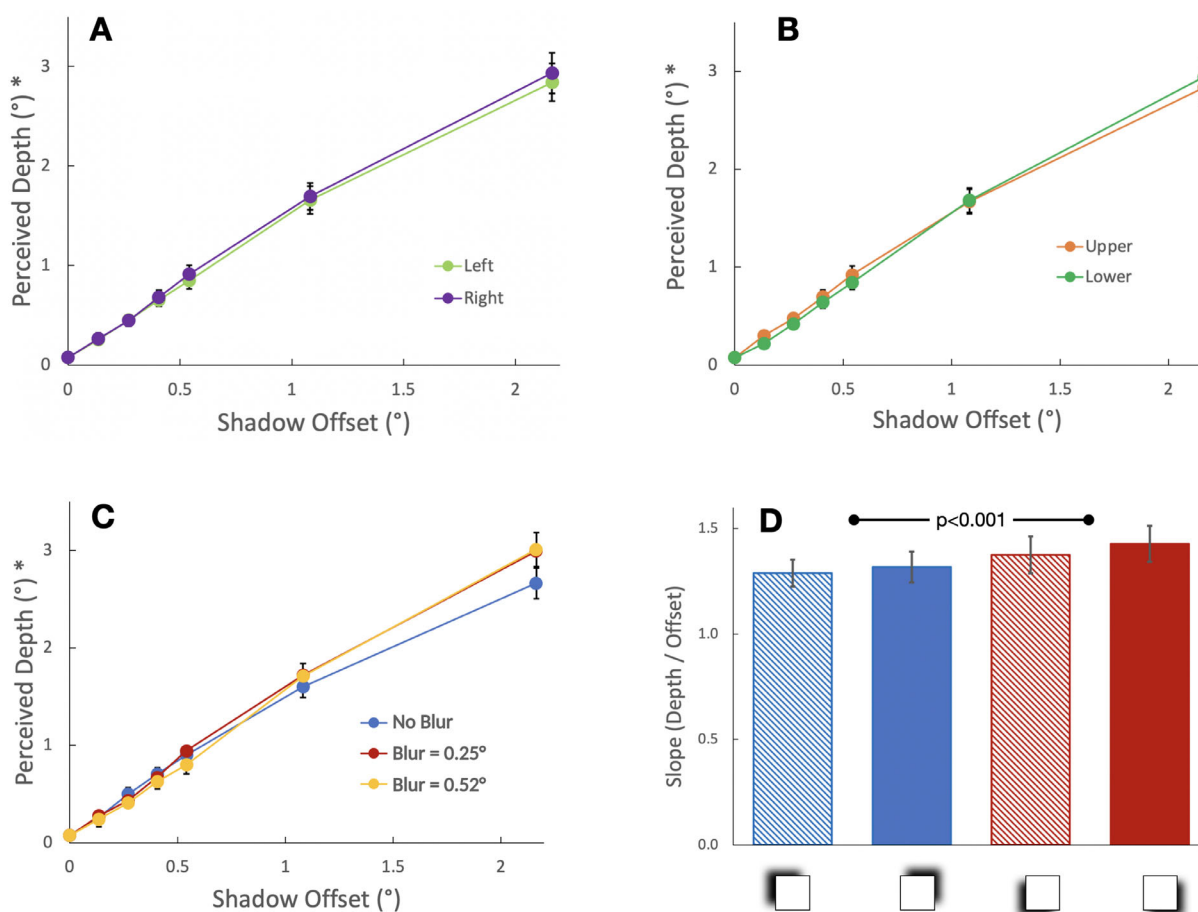 A
Perceived Depth (°) *
3
2
1
0
0 0.5 1 1.5 2
Shadow Offset (°)
Left
Right
B
Perceived Depth (°) *
3
2
1
0
0 0.5 1 1.5 2
Shadow Offset (°)
Upper
Lower
C
Perceived Depth (°) *
3
2
1
0
0 0.5 1 1.5 2
Shadow Offset (°)
No Blur
Blur = 0.25º
Blur = 0.52º
D
p<0.001
Slope (Depth / Offset)
1.5
1.0
0.5
0.0